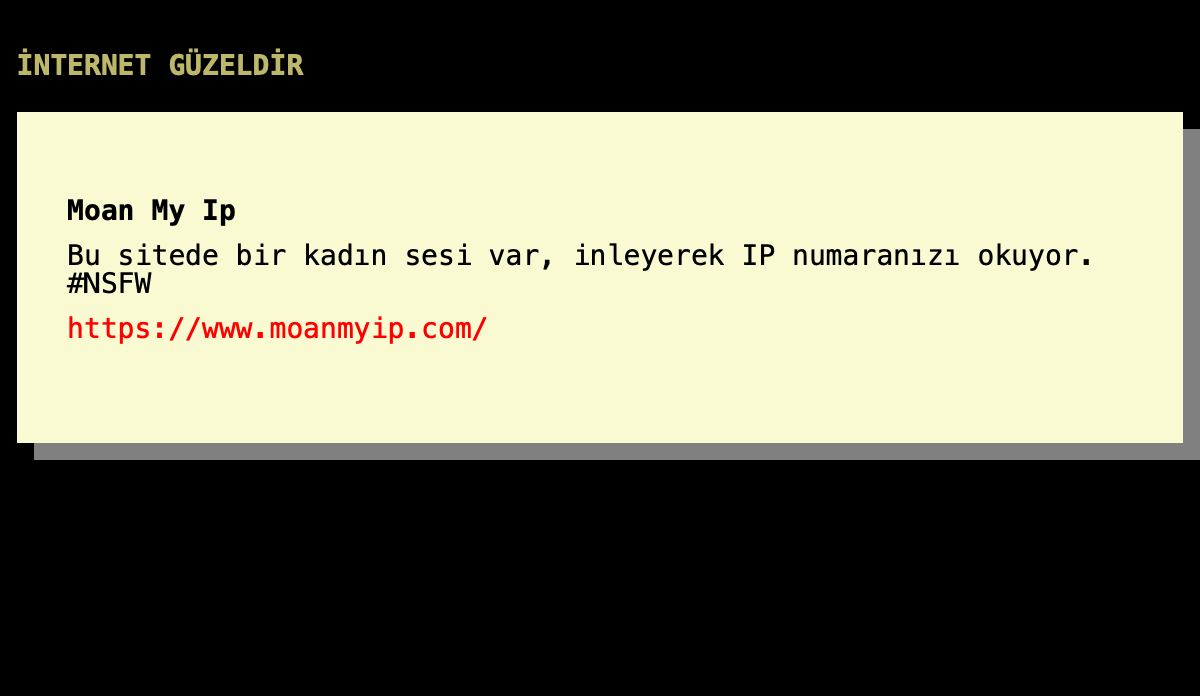 İNTERNET GÜZELDİR
Moan My Ip
Bu sitede bir kadın sesi var, inleyerek IP numaranızı okuyor.
#NSFW
https://www.moanmyip.com/